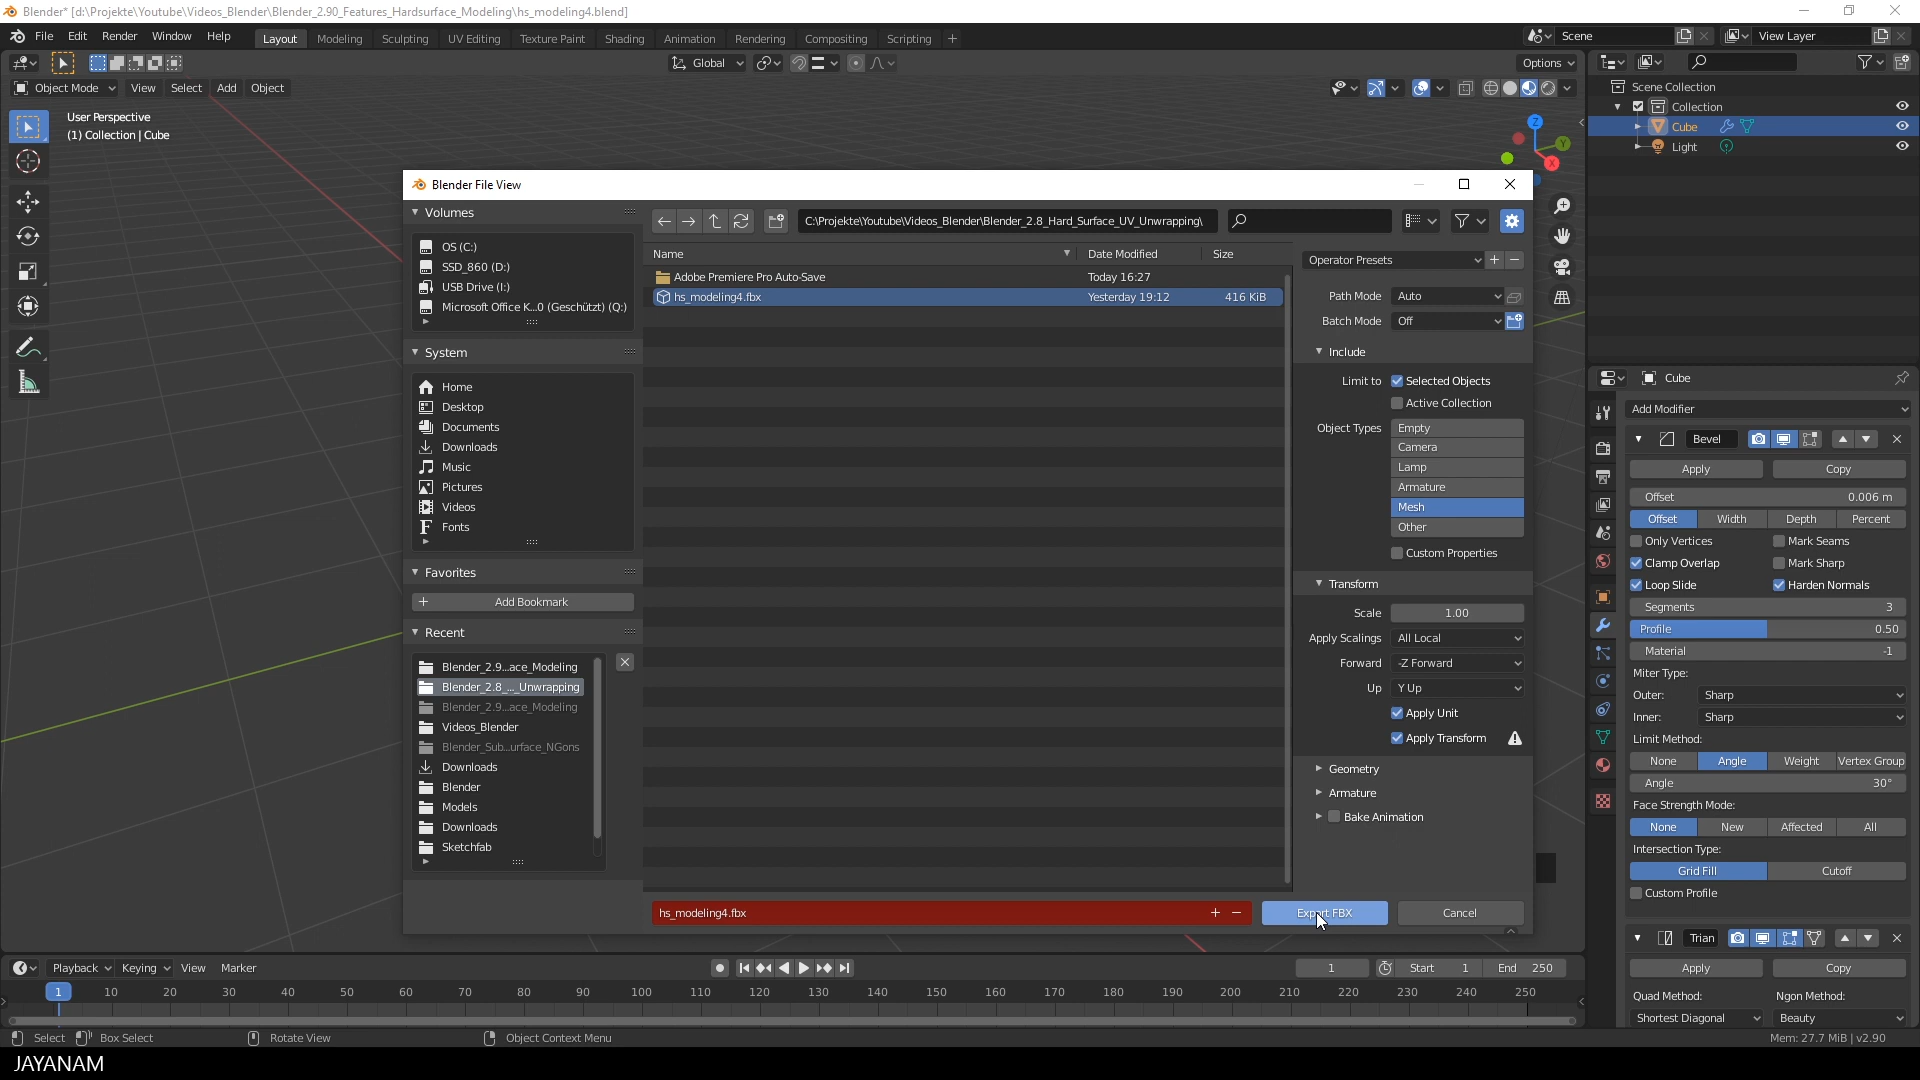 Blender* [d:\Projekte\Youtube\Videos_Blender\Blender_2.90_Features_Hardsurface_Modeling\hs_modeling4.blend]
File Edit Render Window Help Layout Modeling Sculpting UV Editing Texture Paint Shading Animation Rendering Compositing Scripting + Scene View Layer
Global Options
Object Mode View Select Add Object
User Perspective
(1) Collection | Cube
Z
Y
X
Scene Collection
Collection
Cube
Light
Blender File View
Volumes
OS (C:)
SSD_860 (D:)
USB Drive (I:)
Microsoft Office K...0 (Geschützt) (Q:)
System
Home
Desktop
Documents
Downloads
Music
Pictures
Videos
Fonts
Favorites
+ Add Bookmark
Recent
Blender_2.9...ace_Modeling
Blender_2.8_..._Unwrapping
Blender_2.9...ace_Modeling
Videos_Blender
Blender_Sub...urface_NGons
Downloads
Blender
Models
Downloads
Sketchfab
C:\Projekte\Youtube\Videos_Blender\Blender_2.8_Hard_Surface_UV_Unwrapping\
Name Date Modified Size
Adobe Premiere Pro Auto-Save Today 16:27
hs_modeling4.fbx Yesterday 19:12 416 KiB
Operator Presets
Path Mode Auto
Batch Mode Off
Include
Limit to Selected Objects
Active Collection
Object Types Empty
Camera
Lamp
Armature
Mesh
Other
Custom Properties
Transform
Scale 1.00
Apply Scalings All Local
Forward -Z Forward
Up Y Up
Apply Unit
Apply Transform
Geometry
Armature
Bake Animation
hs_modeling4.fbx + − Export FBX Cancel
Cube
Add Modifier
Bevel
Apply Copy
Offset 0.006 m
Offset Width Depth Percent
Only Vertices Mark Seams
Clamp Overlap Mark Sharp
Loop Slide Harden Normals
Segments 3
Profile 0.50
Material -1
Miter Type:
Outer: Sharp
Inner: Sharp
Limit Method:
None Angle Weight Vertex Group
Angle 30°
Face Strength Mode:
None New Affected All
Intersection Type:
Grid Fill Cutoff
Custom Profile
Trian
Apply Copy
Quad Method: Ngon Method:
Shortest Diagonal Beauty
Playback Keying View Marker 1 Start 1 End 250
1 10 20 30 40 50 60 70 80 90 100 110 120 130 140 150 160 170 180 190 200 210 220 230 240 250
Select Box Select Rotate View Object Context Menu Mem: 27.7 MiB | v2.90
JAYANAM